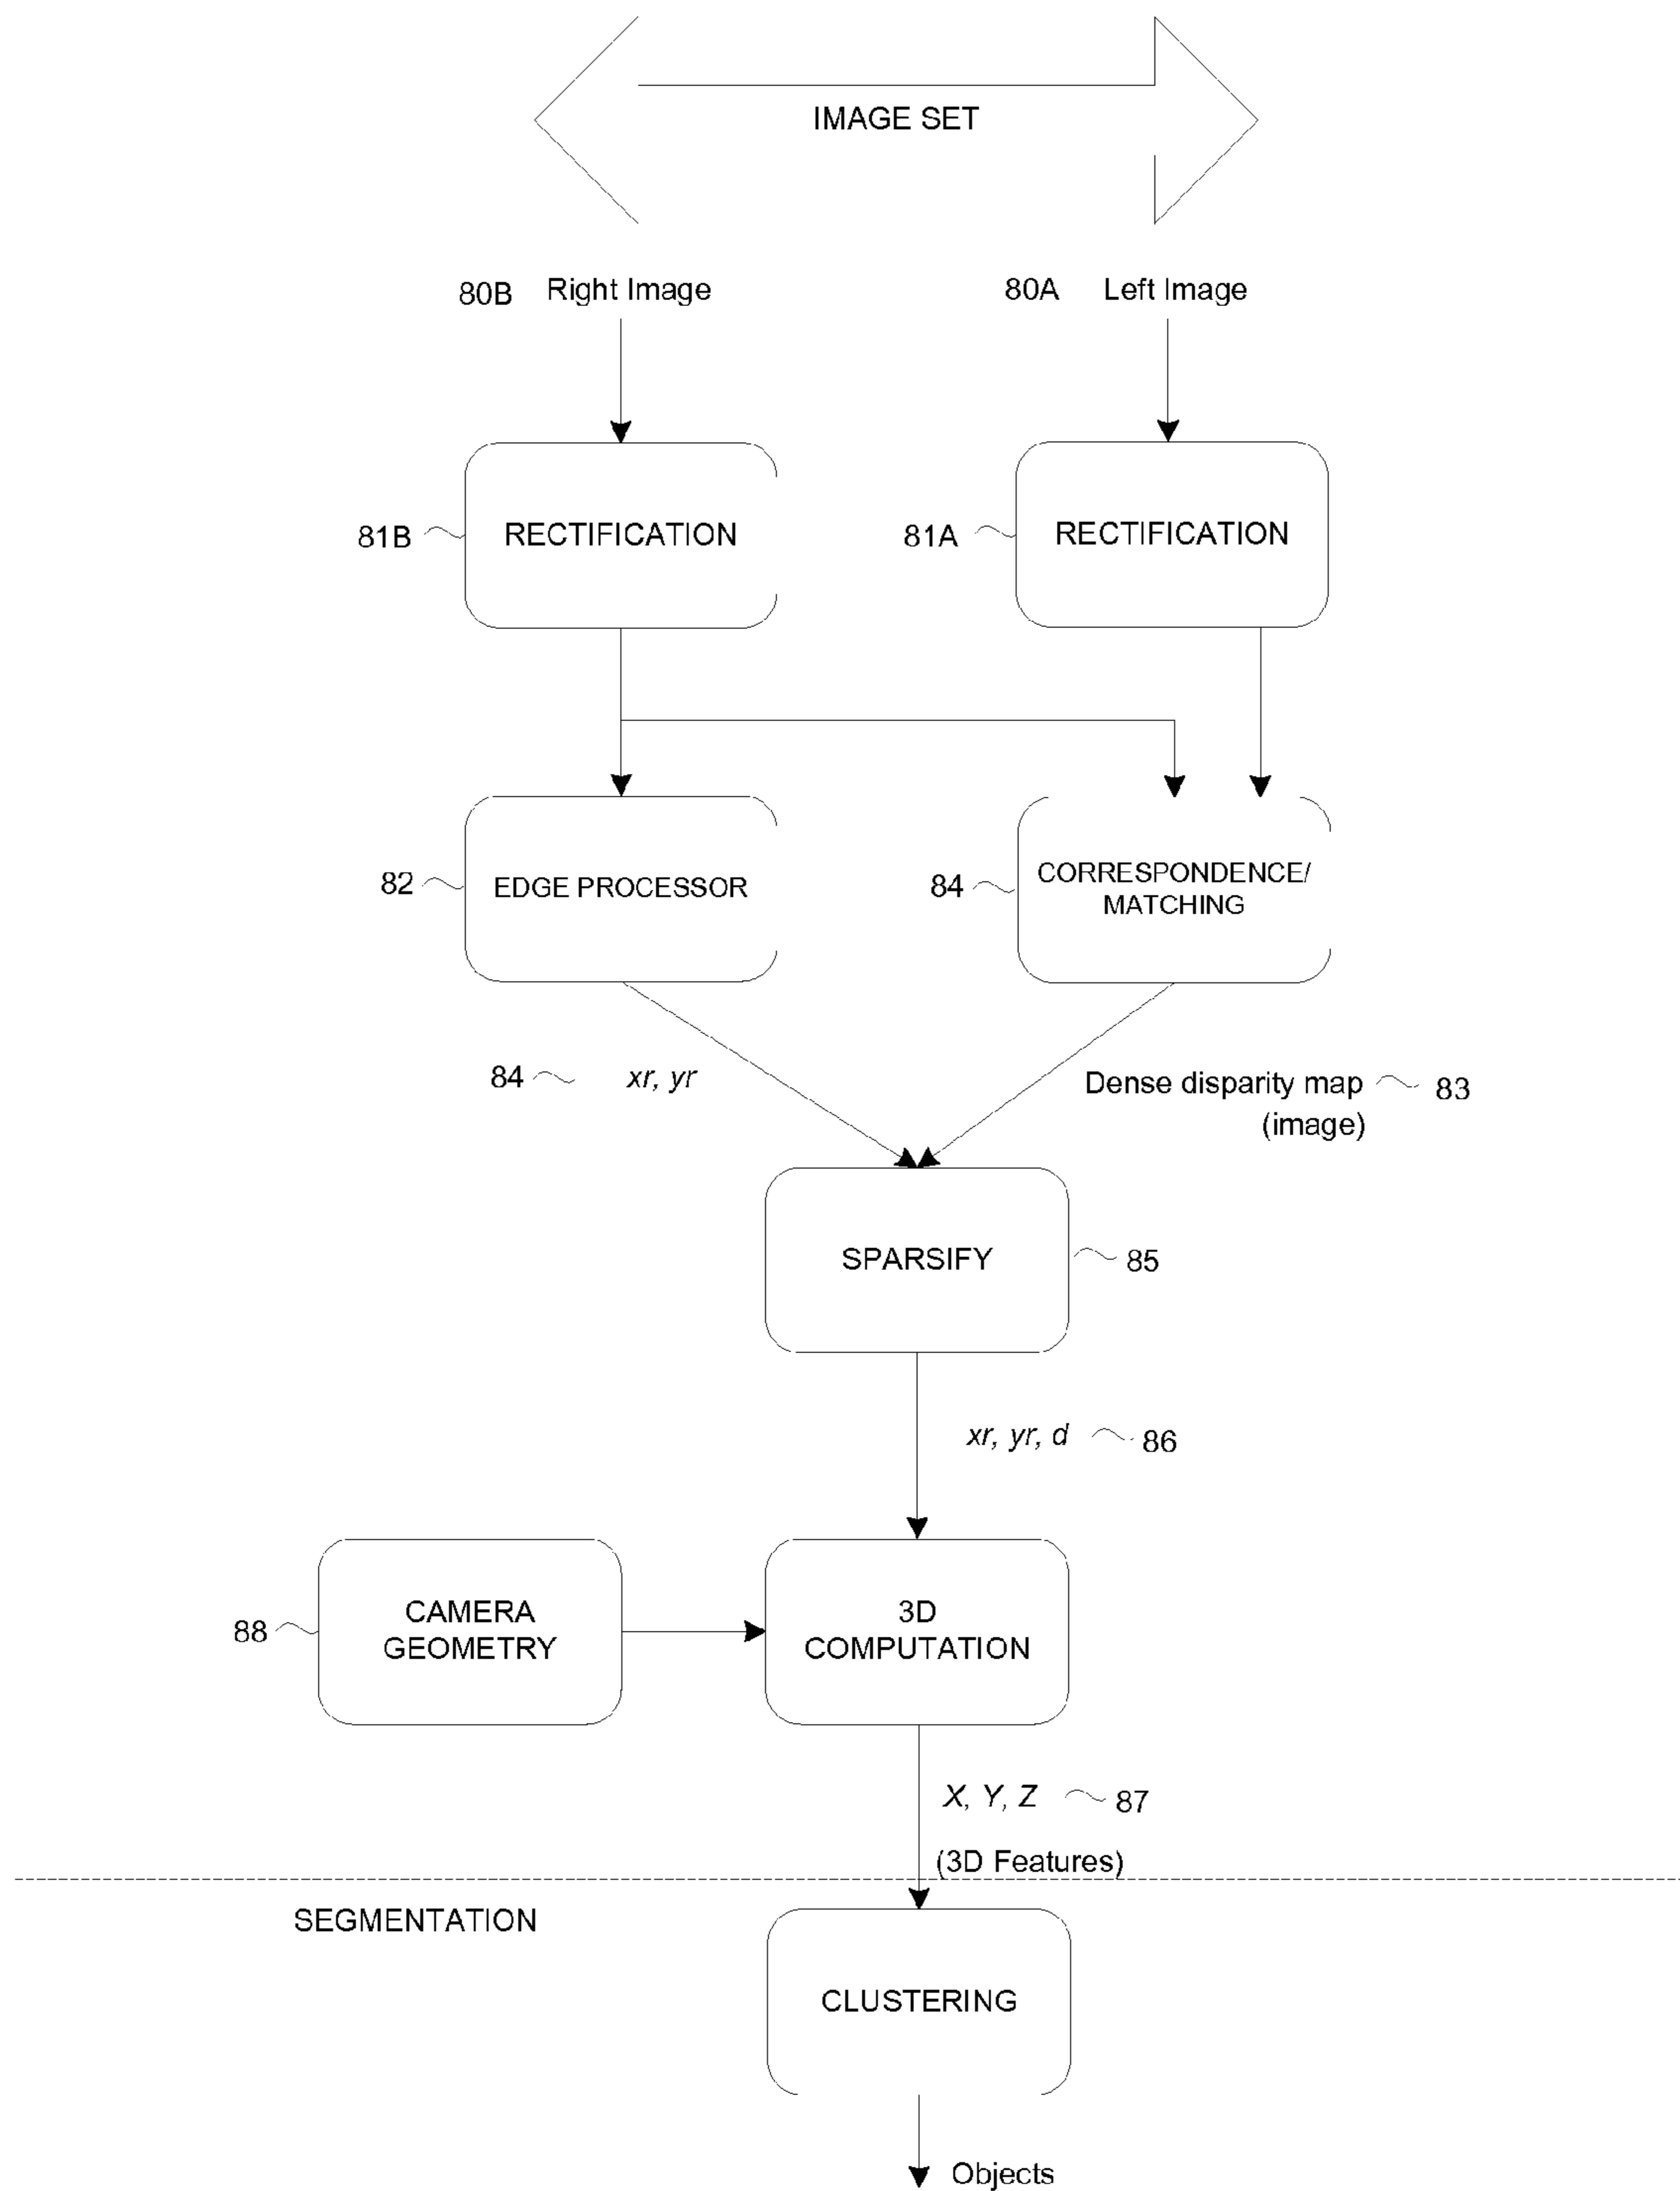 IMAGE SET
80B Right Image
80A Left Image
81B RECTIFICATION
81A RECTIFICATION
82 EDGE PROCESSOR
84 CORRESPONDENCE/
MATCHING
84 xr, yr
Dense disparity map 83
(image)
SPARSIFY 85
xr, yr, d 86
88 CAMERA
GEOMETRY
3D
COMPUTATION
X, Y, Z 87
(3D Features)
SEGMENTATION
CLUSTERING
Objects